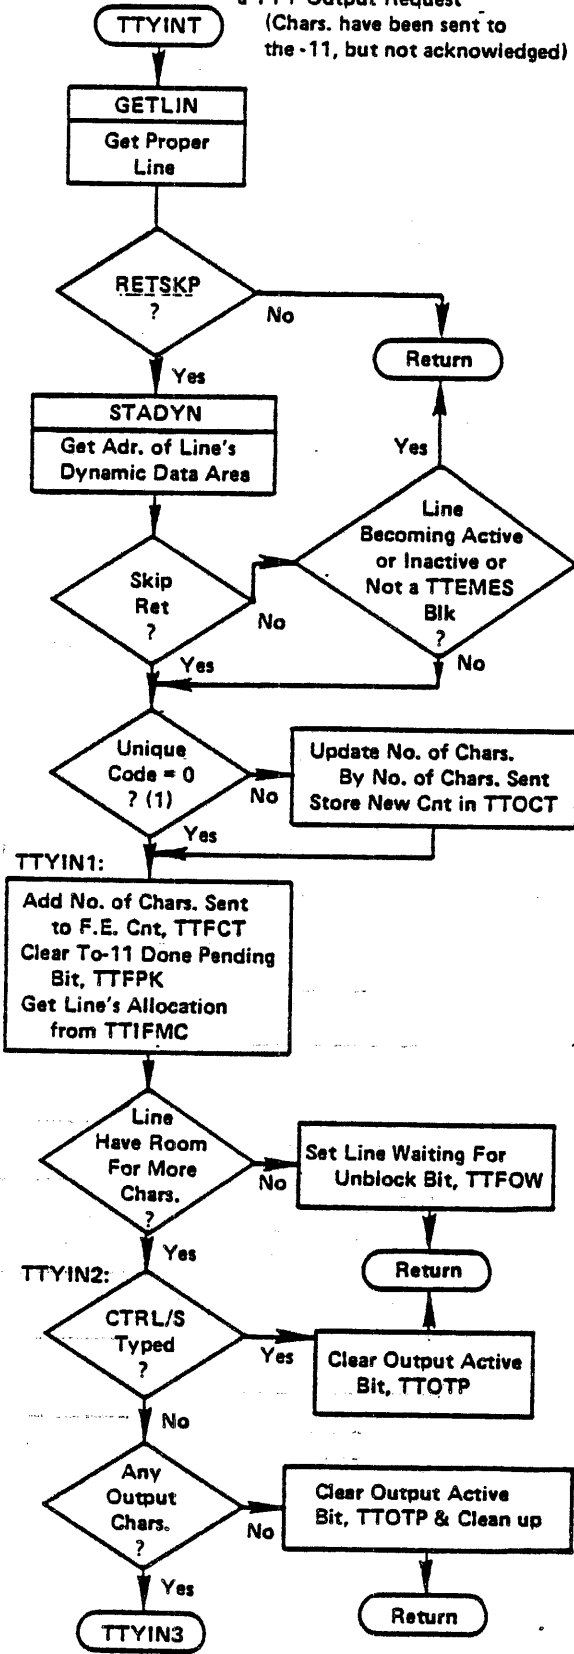 TTY Output Request
(Chars. have been sent to
the -11, but not acknowledged)
TTYINT
GETLIN
Get Proper
Line
RETSKP
?
No
Return
Yes
STADYN
Get Adr. of Line's
Dynamic Data Area
Yes
Line
Becoming Active
or Inactive or
Not a TTEMES
Blk
?
Skip
Ret
?
No
No
Yes
Unique
Code = 0
? (1)
No
Update No. of Chars.
By No. of Chars. Sent
Store New Cnt in TTOCT
Yes
TTYIN1:
Add No. of Chars. Sent
to F.E. Cnt, TTFCT
Clear To-11 Done Pending
Bit, TTFPK
Get Line's Allocation
from TTIFMC
Line
Have Room
For More
Chars.
?
No
Set Line Waiting For
Unblock Bit, TTFOW
Yes
Return
TTYIN2:
CTRL/S
Typed
?
Yes
Clear Output Active
Bit, TTOTP
No
Any
Output
Chars.
?
No
Clear Output Active
Bit, TTOTP & Clean up
Yes
Return
TTYIN3